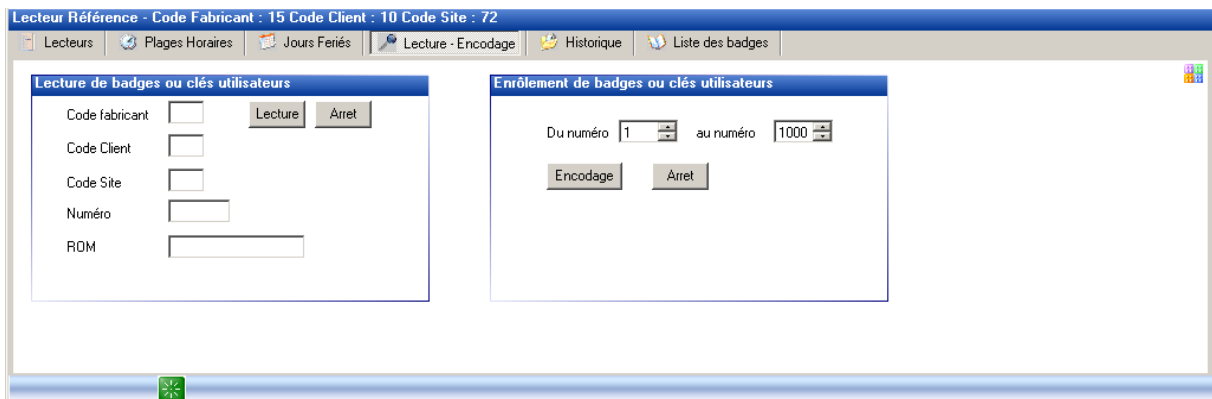 Lecteur Référence - Code Fabricant : 15 Code Client : 10 Code Site : 72
Lecteurs Plages Horaires Jours Feriés Lecture - Encodage Historique Liste des badges
Lecture de badges ou clés utilisateurs
Code fabricant Lecture Arret
Code Client
Code Site
Numéro
ROM
Enrôlement de badges ou clés utilisateurs
Du numéro 1 au numéro 1000
Encodage Arret